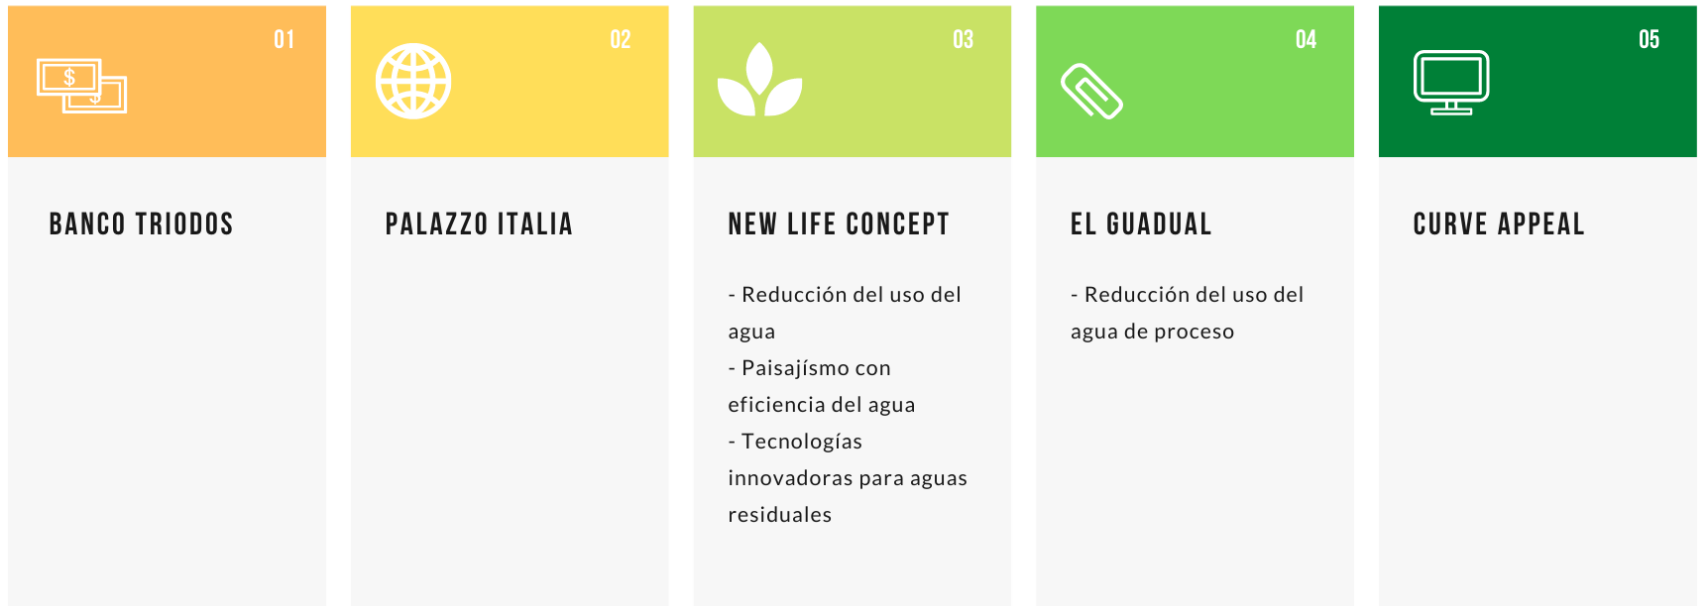 01
BANCO TRIODOS
02
PALAZZO ITALIA
03
NEW LIFE CONCEPT
- Reducción del uso del
agua
- Paisajísmo con
eficiencia del agua
- Tecnologías
innovadoras para aguas
residuales
04
EL GUADUAL
- Reducción del uso del
agua de proceso
05
CURVE APPEAL